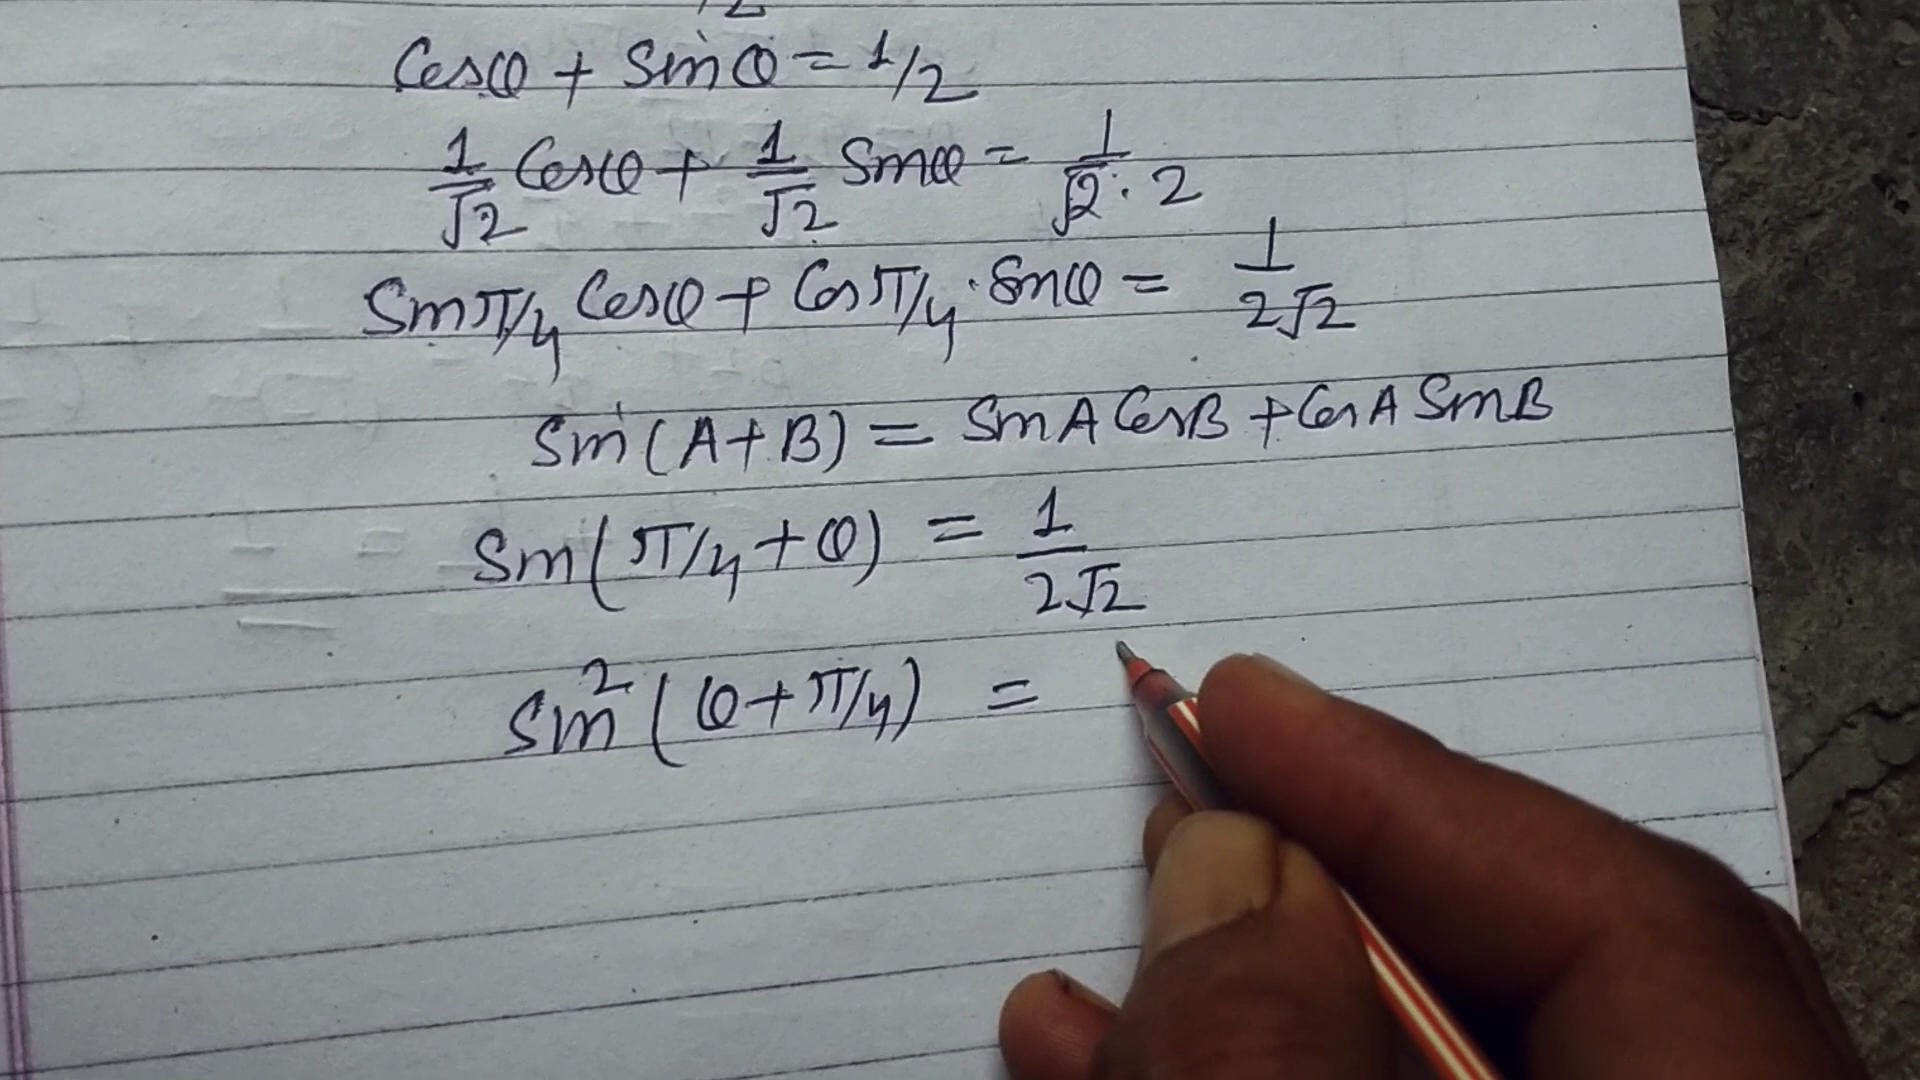 Cosθ + Sinθ = 1/2
1/√2 Cosθ + 1/√2 Sinθ = 1/√2·2
Sinπ/4 Cosθ + Cosπ/4·Sinθ = 1/2√2
Sin(A+B) = SinA CosB + CosA SinB
Sin(π/4+θ) = 1/2√2
Sin²(θ+π/4) =